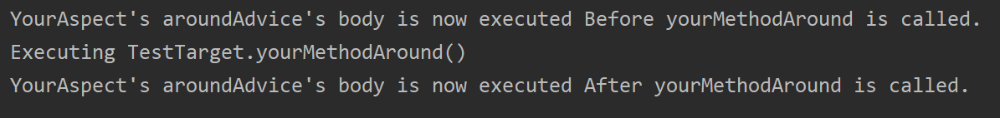 YourAspect's aroundAdvice's body is now executed Before yourMethodAround is called.
Executing TestTarget.yourMethodAround()
YourAspect's aroundAdvice's body is now executed After yourMethodAround is called.